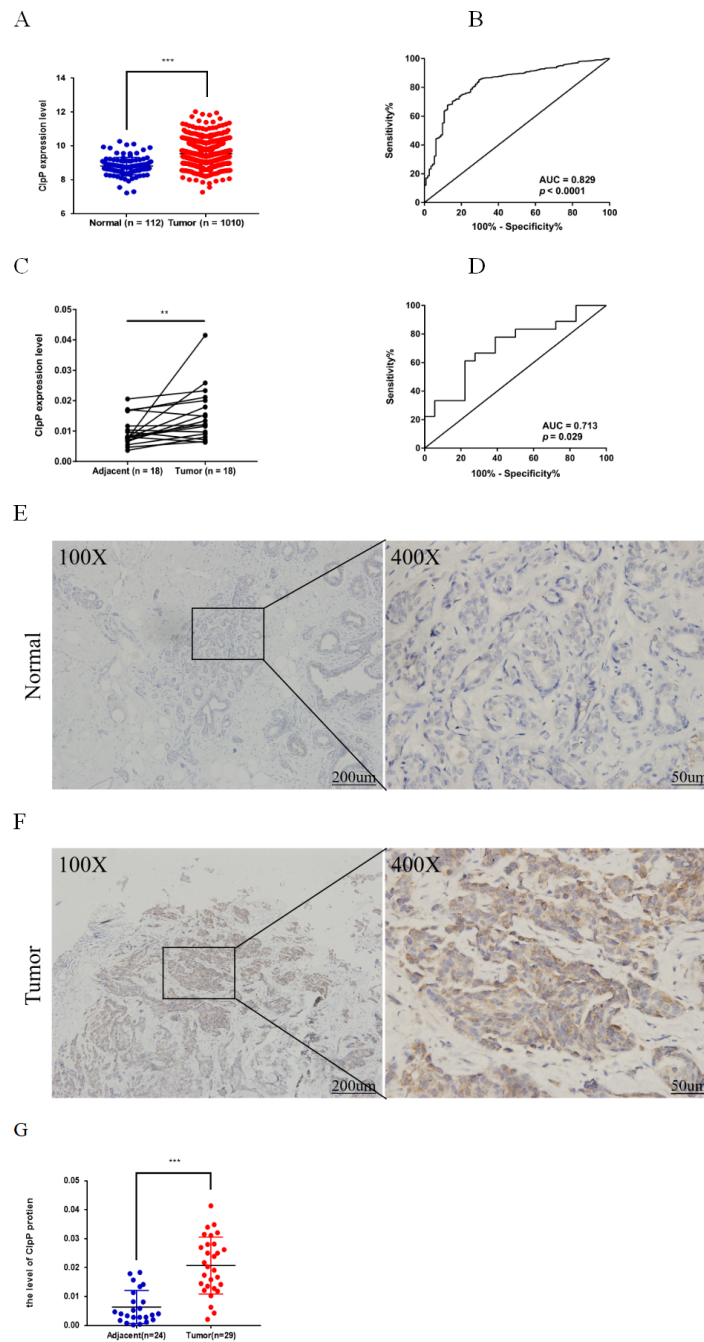 A
***
ClpP expression level
14
12
10
8
6
Normal (n = 112) Tumor (n = 1010)
B
Sensitivity%
100
80
60
40
20
0
0 20 40 60 80 100
AUC = 0.829
p < 0.0001
100% - Specificity%
C
**
ClpP expression level
0.05
0.04
0.03
0.02
0.01
0.00
Adjacent (n = 18) Tumor (n = 18)
D
Sensitivity%
100
80
60
40
20
0
0 20 40 60 80 100
AUC = 0.713
p = 0.029
100% - Specificity%
E
Normal
100X
200um
400X
50um
F
Tumor
100X
200um
400X
50um
G
***
the level of ClpP protien
0.05
0.04
0.03
0.02
0.01
0.00
Adjacent(n=24) Tumor(n=29)